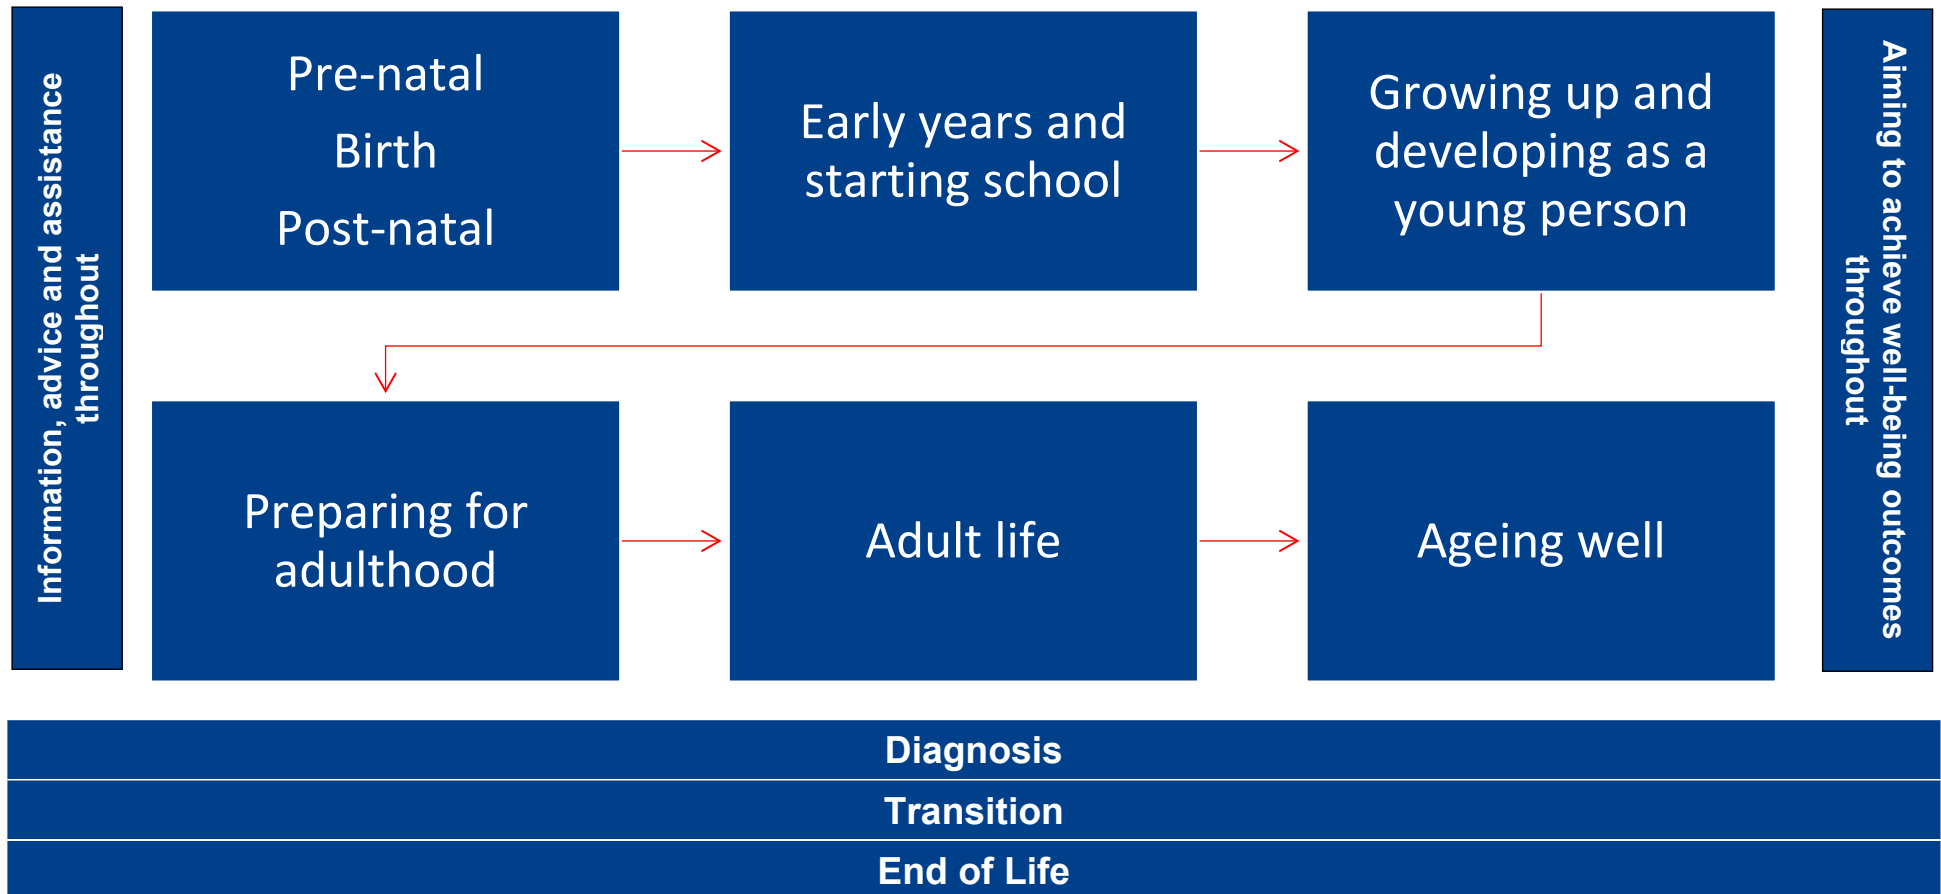 Information, advice and assistance
throughout
Pre-natal
Birth
Post-natal
Early years and
starting school
Growing up and
developing as a
young person
Aiming to achieve well-being outcomes
throughout
Preparing for
adulthood
Adult life
Ageing well
Diagnosis
Transition
End of Life